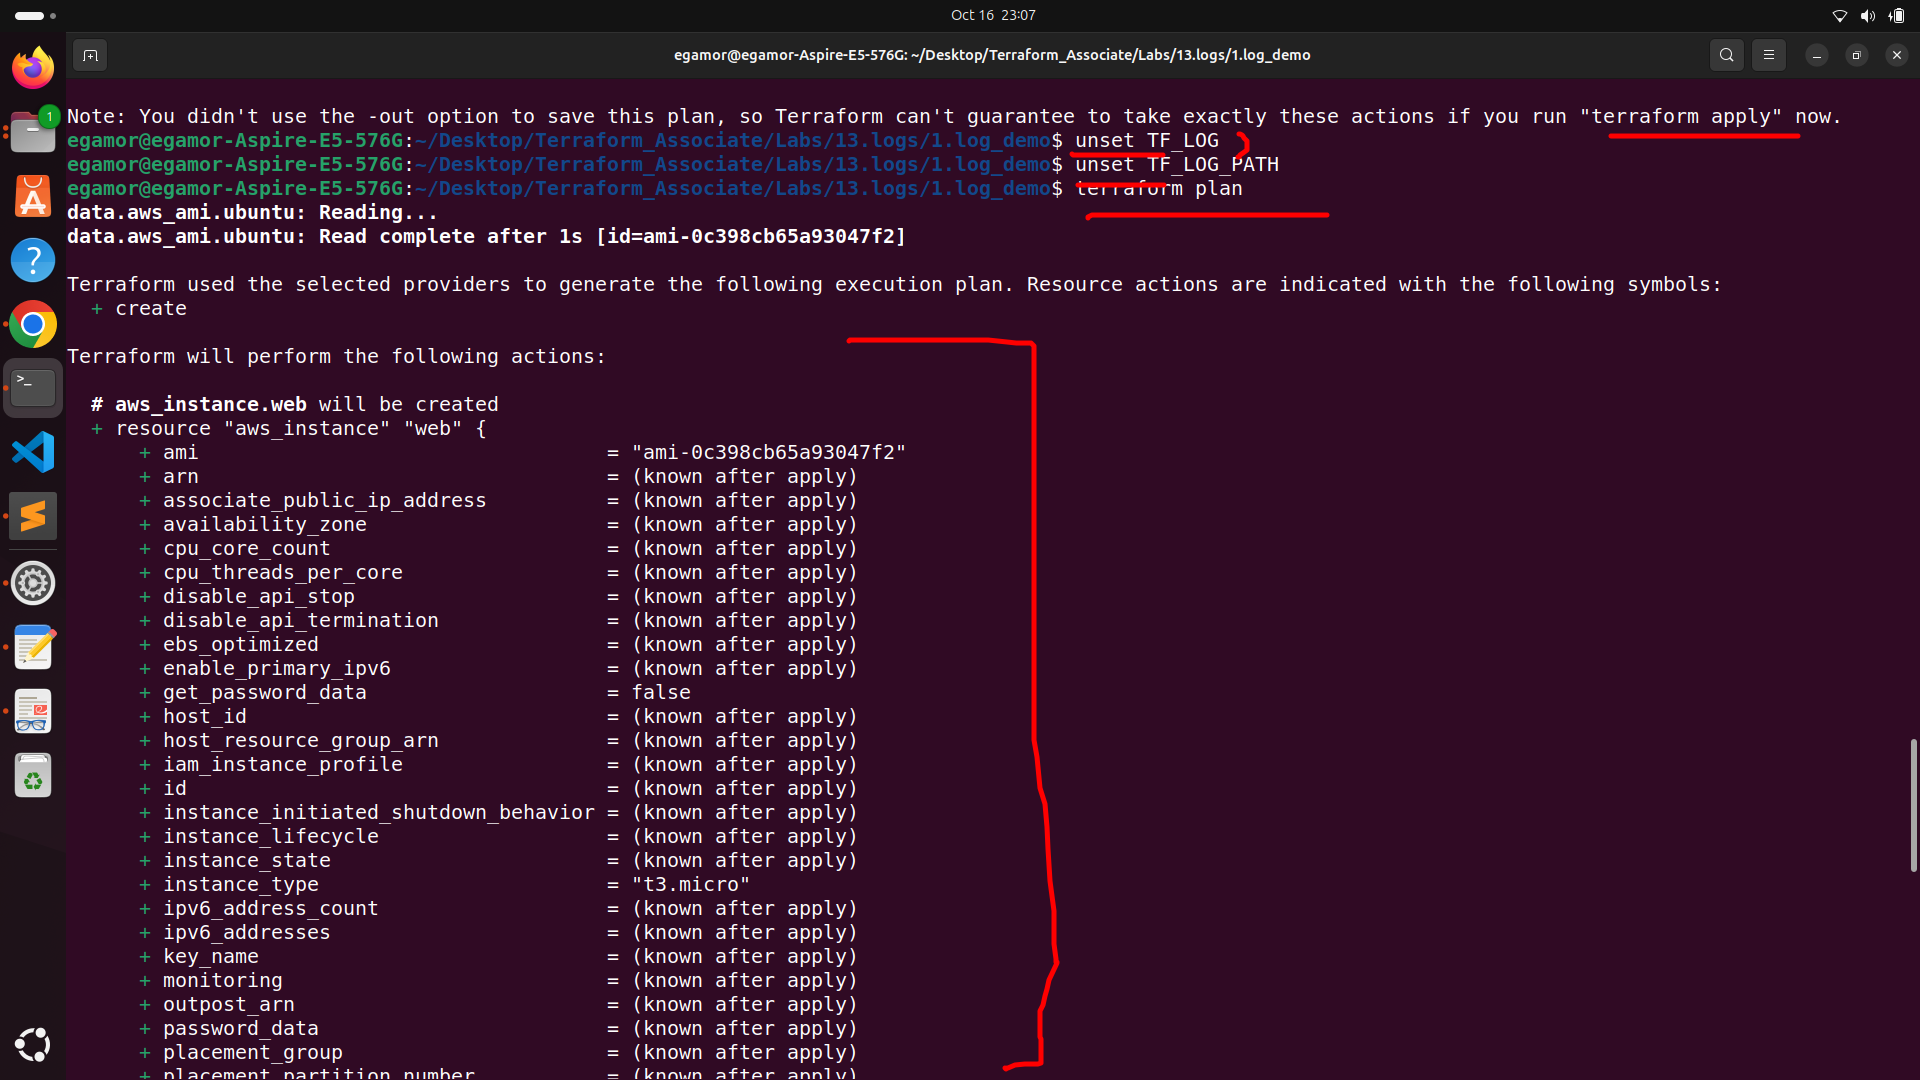 Oct 16 23:07
egamor@egamor-Aspire-E5-576G: ~/Desktop/Terraform_Associate/Labs/13.logs/1.log_demo
1
Note: You didn't use the -out option to save this plan, so Terraform can't guarantee to take exactly these actions if you run "terraform apply" now.
egamor@egamor-Aspire-E5-576G:~/Desktop/Terraform_Associate/Labs/13.logs/1.log_demo$ unset TF_LOG
egamor@egamor-Aspire-E5-576G:~/Desktop/Terraform_Associate/Labs/13.logs/1.log_demo$ unset TF_LOG_PATH
egamor@egamor-Aspire-E5-576G:~/Desktop/Terraform_Associate/Labs/13.logs/1.log_demo$ terraform plan
data.aws_ami.ubuntu: Reading...
data.aws_ami.ubuntu: Read complete after 1s [id=ami-0c398cb65a93047f2]
Terraform used the selected providers to generate the following execution plan. Resource actions are indicated with the following symbols:
+ create
Terraform will perform the following actions:
# aws_instance.web will be created
+ resource "aws_instance" "web" {
+ ami = "ami-0c398cb65a93047f2"
+ arn = (known after apply)
+ associate_public_ip_address = (known after apply)
+ availability_zone = (known after apply)
+ cpu_core_count = (known after apply)
+ cpu_threads_per_core = (known after apply)
+ disable_api_stop = (known after apply)
+ disable_api_termination = (known after apply)
+ ebs_optimized = (known after apply)
+ enable_primary_ipv6 = (known after apply)
+ get_password_data = false
+ host_id = (known after apply)
+ host_resource_group_arn = (known after apply)
+ iam_instance_profile = (known after apply)
+ id = (known after apply)
+ instance_initiated_shutdown_behavior = (known after apply)
+ instance_lifecycle = (known after apply)
+ instance_state = (known after apply)
+ instance_type = "t3.micro"
+ ipv6_address_count = (known after apply)
+ ipv6_addresses = (known after apply)
+ key_name = (known after apply)
+ monitoring = (known after apply)
+ outpost_arn = (known after apply)
+ password_data = (known after apply)
+ placement_group = (known after apply)
+ placement_partition_number = (known after apply)